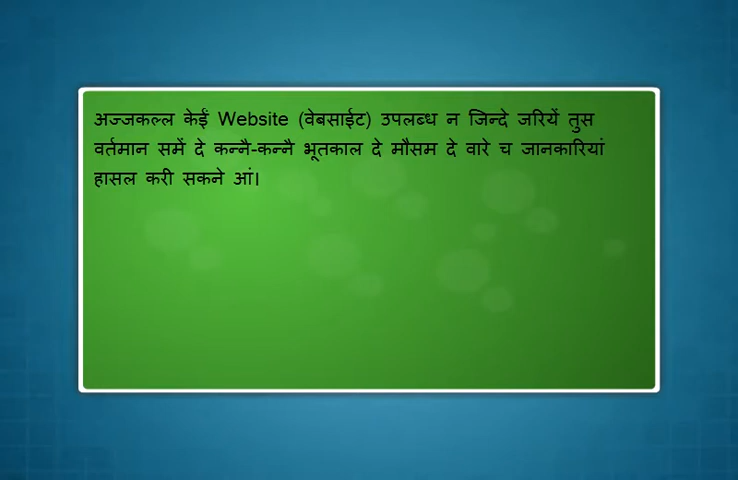 अज्जकल्ल केईं Website (वेबसाईट) उपलब्ध न जिन्दे जरियें तुस
वर्तमान समें दे कन्नै-कन्नै भूतकाल दे मौसम दे वारे च जानकारियां
हासल करी सकने आं।